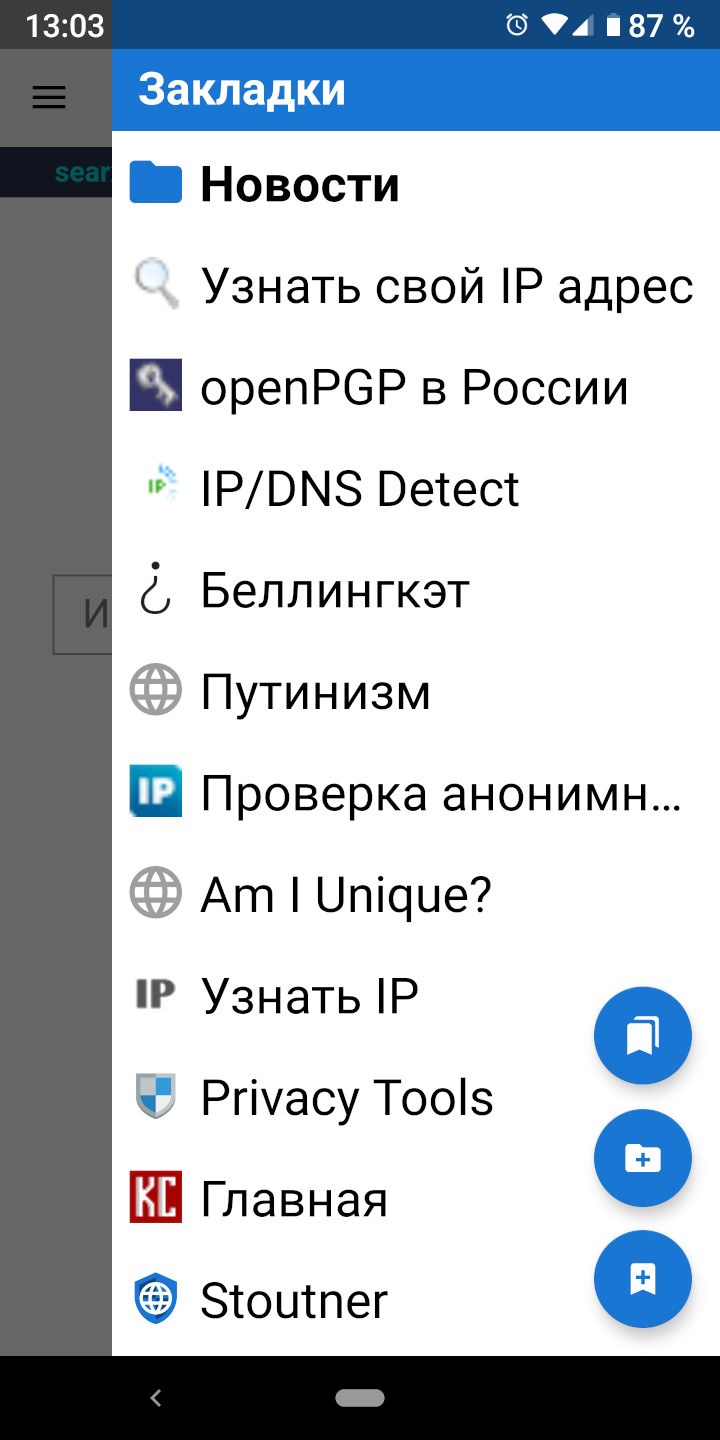 13:03 87 %
Закладки
sear
Новости
Узнать свой IP адрес
openPGP в России
IP IP/DNS Detect
Беллингкэт
И
Путинизм
IP Проверка анонимн...
Am I Unique?
IP Узнать IP
Privacy Tools
КС Главная
Stoutner